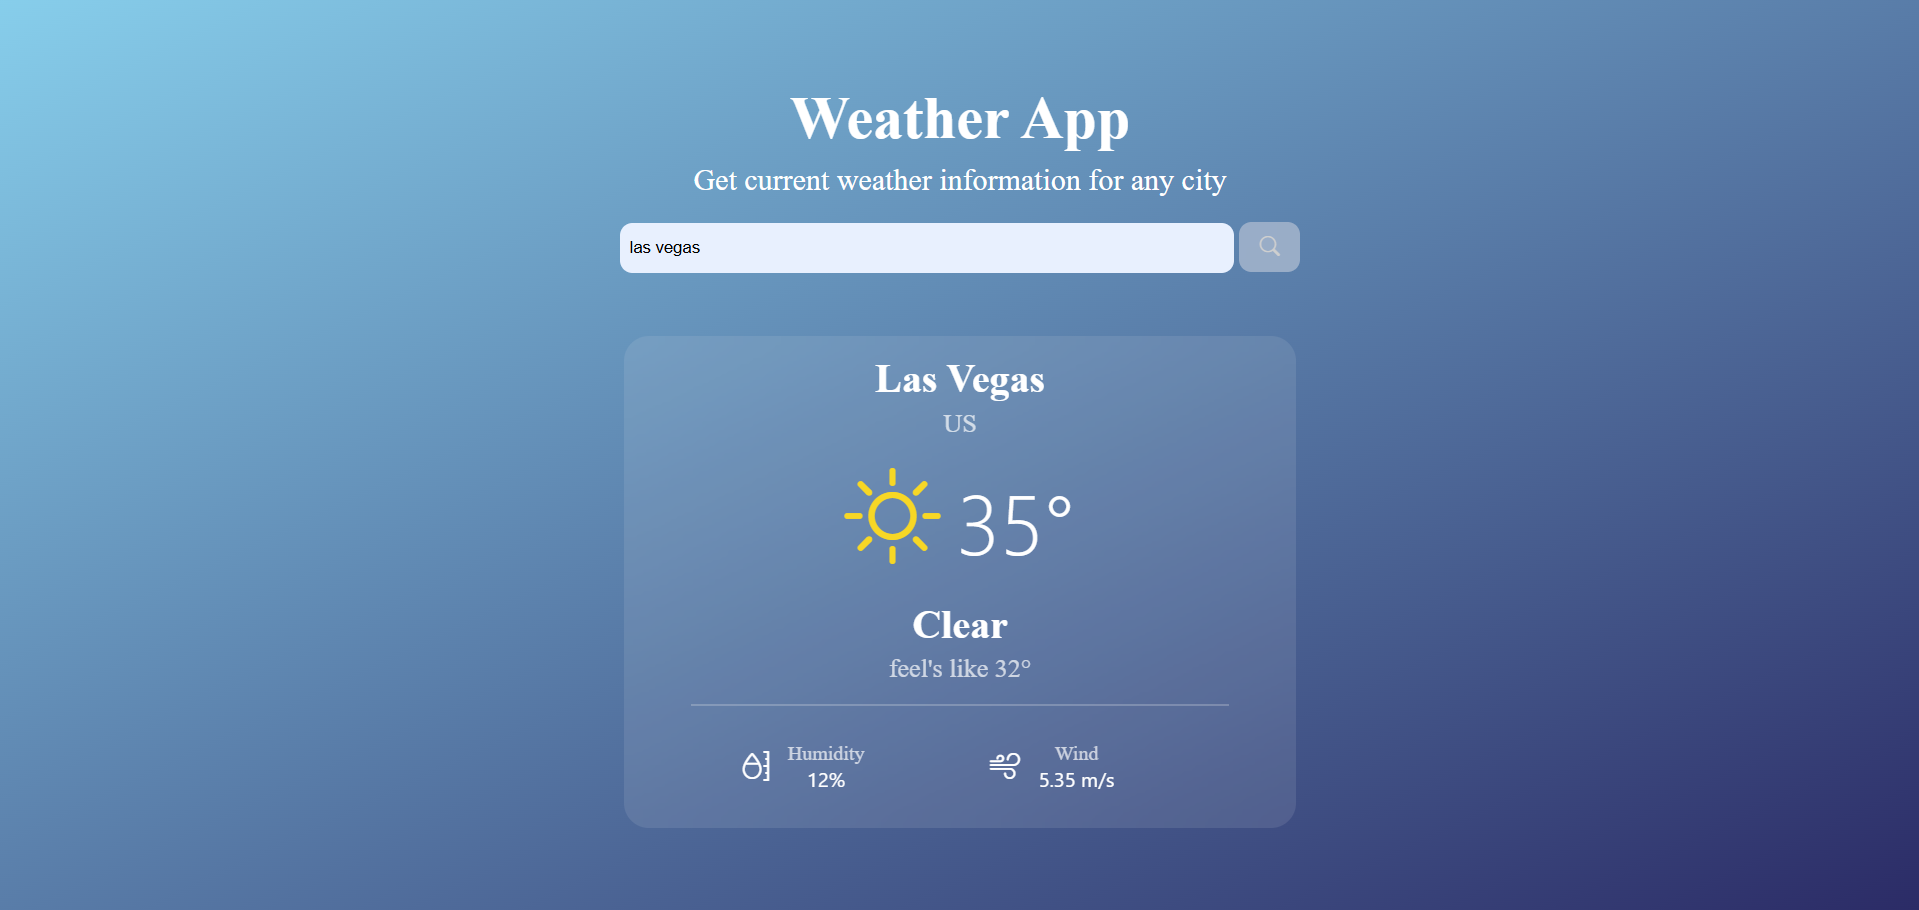 Weather App
Get current weather information for any city
las vegas
Las Vegas
US
35°
Clear
feel's like 32°
Humidity
12%
Wind
5.35 m/s